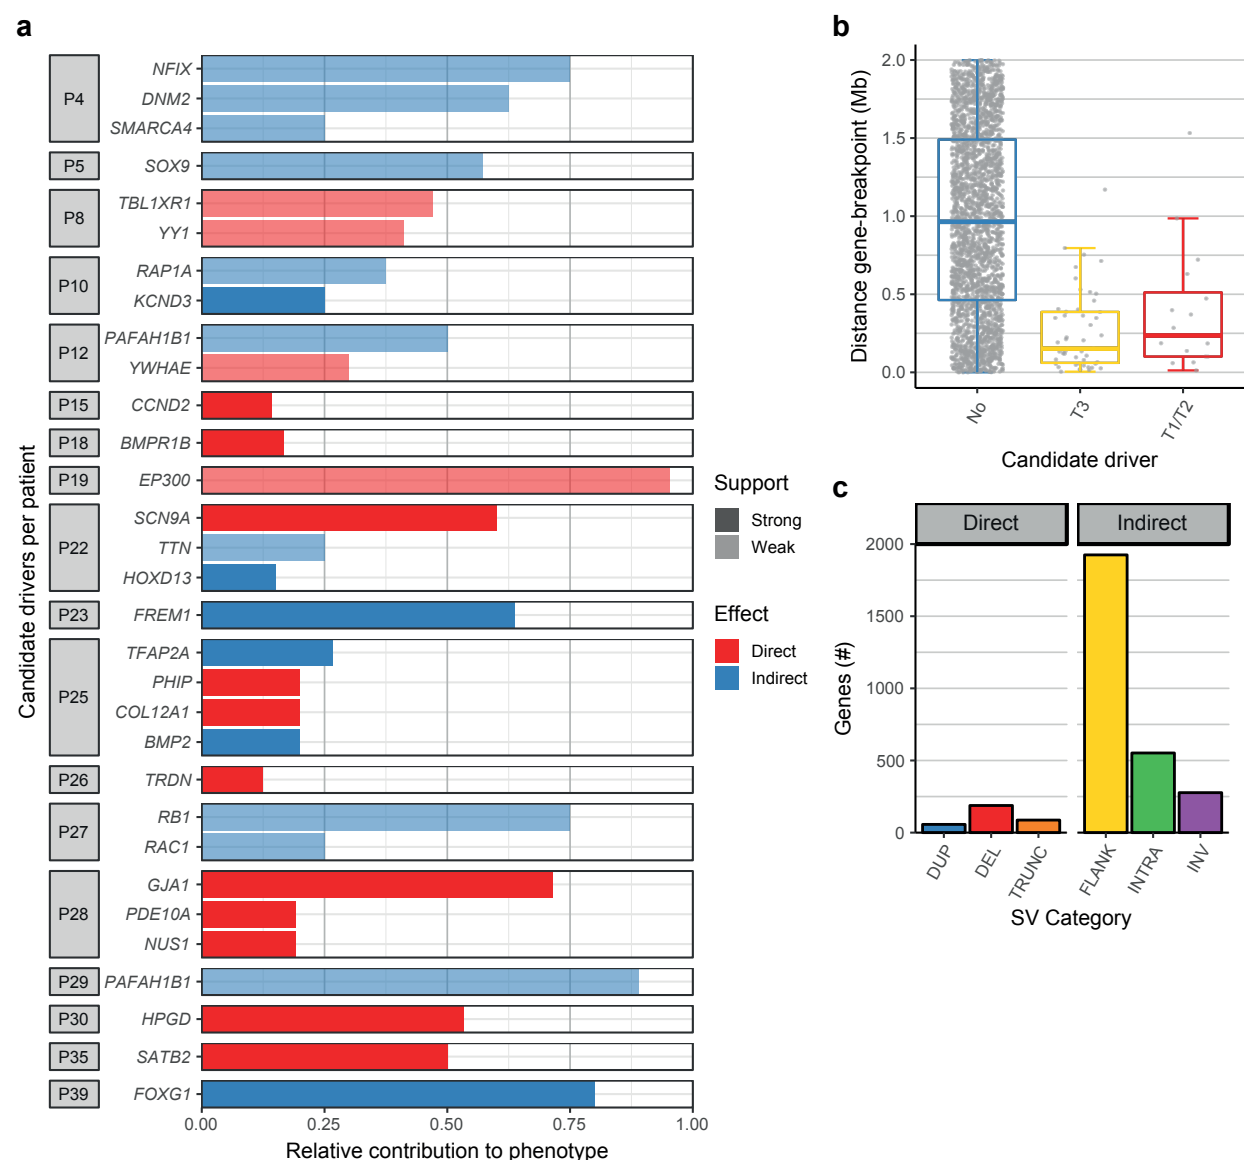 a
Candidate drivers per patient
P4
NFIX
DNM2
SMARCA4
P5
SOX9
P8
TBL1XR1
YY1
P10
RAP1A
KCND3
P12
PAFAH1B1
YWHAE
P15
CCND2
P18
BMPR1B
P19
EP300
P22
SCN9A
TTN
HOXD13
P23
FREM1
P25
TFAP2A
PHIP
COL12A1
BMP2
P26
TRDN
P27
RB1
RAC1
P28
GJA1
PDE10A
NUS1
P29
PAFAH1B1
P30
HPGD
P35
SATB2
P39
FOXG1
0.00 0.25 0.50 0.75 1.00
Relative contribution to phenotype
Support
Strong
Weak
Effect
Direct
Indirect
b
Distance gene-breakpoint (Mb)
2.0
1.5
1.0
0.5
0.0
No T3 T1/T2
Candidate driver
c
Direct Indirect
Genes (#)
2000
1500
1000
500
0
DUP DEL TRUNC FLANK INTRA INV
SV Category